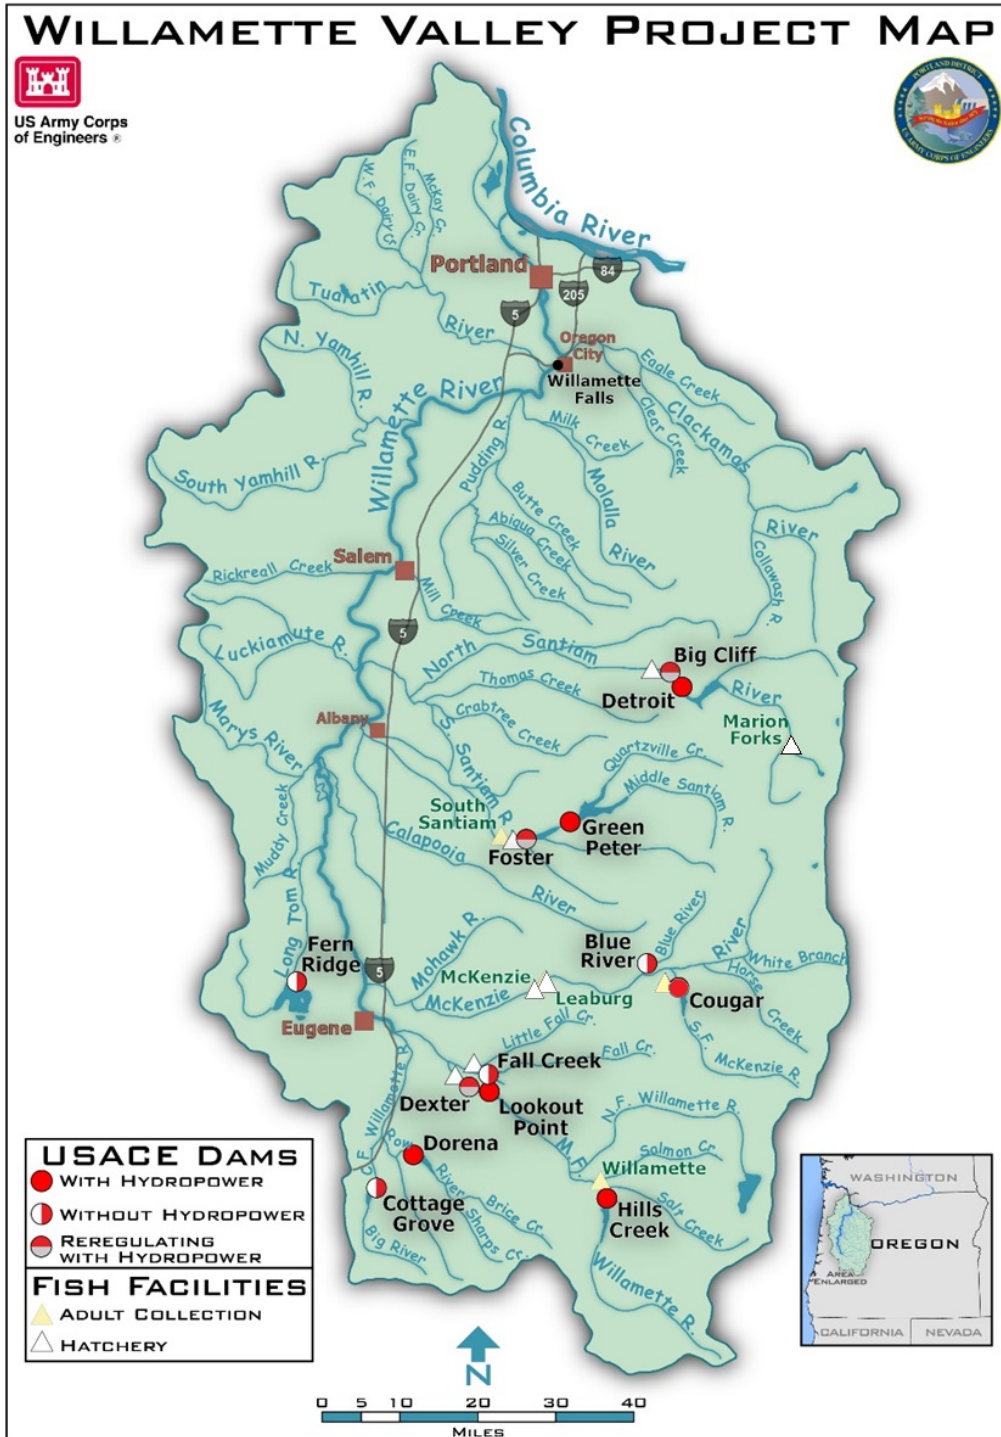 WILLAMETTE VALLEY PROJECT MAP
US Army Corps
of Engineers ®
PORTLAND DISTRICT
US ARMY CORPS OF ENGINEERS
Columbia River
W.F. Dairy Cr.
E.F. Dairy Cr.
McKay Cr.
Portland
84
205
5
Tualatin
River
Oregon
City
Willamette
Falls
N. Yamhill R.
Willamette River
Eagle Creek
Clear Creek
Clackamas
River
Milk Creek
Molalla
River
Pudding R.
South Yamhill R.
Butte Creek
Abiqua Creek
Silver Creek
Collawash R.
Salem
Rickreall Creek
Mill Creek
5
Luckiamute R.
North
Santiam
River
Big Cliff
Detroit
Thomas Creek
Marion
Forks
Crabtree Creek
Albany
Marys River
S. Santiam R.
Quartzville Cr.
Middle Santiam R.
South
Santiam
Green
Peter
Foster
Muddy Creek
Calapooia
River
Long Tom R.
Fern
Ridge
5
Mohawk R.
Blue
River
Blue River
River
White Branch
McKenzie
McKenzie
Leaburg
Cougar
Horse
Creek
S.F.
McKenzie R.
Eugene
Little Fall Cr.
Fall Creek
Fall Cr.
Dexter
Lookout
Point
C.F. Willamette R.
N.F. Willamette R.
M.F.
Salmon Cr.
Willamette
Dorena
Row
River
Cottage
Grove
Brice Cr.
Sharps Cr.
Big River
Hills
Creek
Salt Creek
Willamette R.
USACE DAMS
WITH HYDROPOWER
WITHOUT HYDROPOWER
REREGULATING
WITH HYDROPOWER
FISH FACILITIES
ADULT COLLECTION
HATCHERY
N
0 5 10 20 30 40
MILES
WASHINGTON
OREGON
AREA
ENLARGED
CALIFORNIA
NEVADA